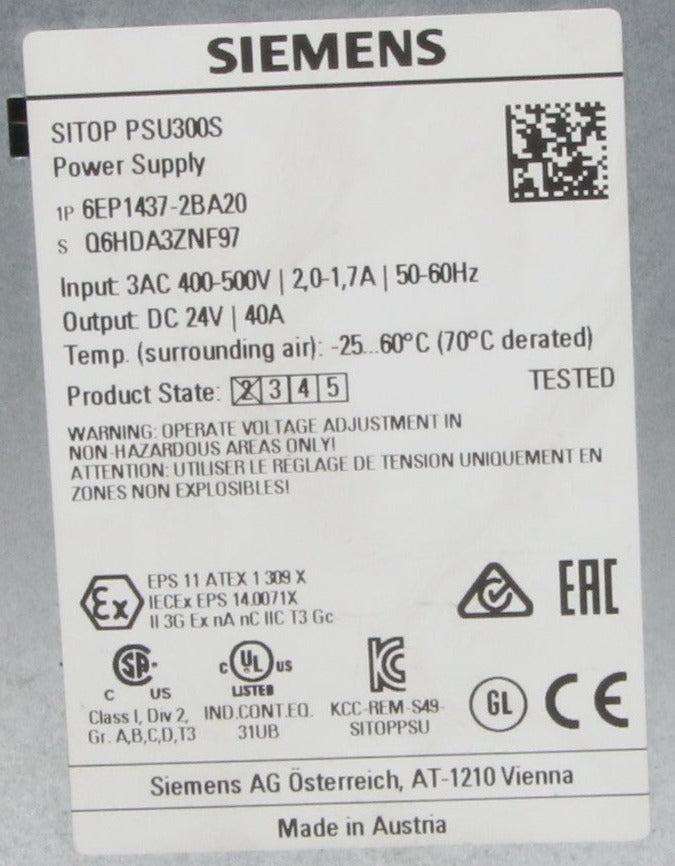 SIEMENS
SITOP PSU300S
Power Supply
1P 6EP1437-2BA20
S Q6HDA3ZNF97
Input: 3AC 400-500V | 2,0-1,7A | 50-60Hz
Output: DC 24V | 40A
Temp. (surrounding air): -25...60°C (70°C derated)
Product State: 2 3 4 5
TESTED
WARNING: OPERATE VOLTAGE ADJUSTMENT IN
NON-HAZARDOUS AREAS ONLY!
ATTENTION: UTILISER LE RÉGLAGE DE TENSION UNIQUEMENT EN
ZONES NON EXPLOSIBLES!
Ex
EPS 11 ATEX 1 309 X
IECEx EPS 14.0071X
II 3G Ex nA nC IIC T3 Gc
EAC
SA
C US
Class I, Div 2,
Gr. A,B,C,D,T3
C UL US
LISTED
IND.CONT.EQ.
31UB
KC
KCC-REM-S49-
SITOPPSU
GL
CE
Siemens AG Österreich, AT-1210 Vienna
Made in Austria